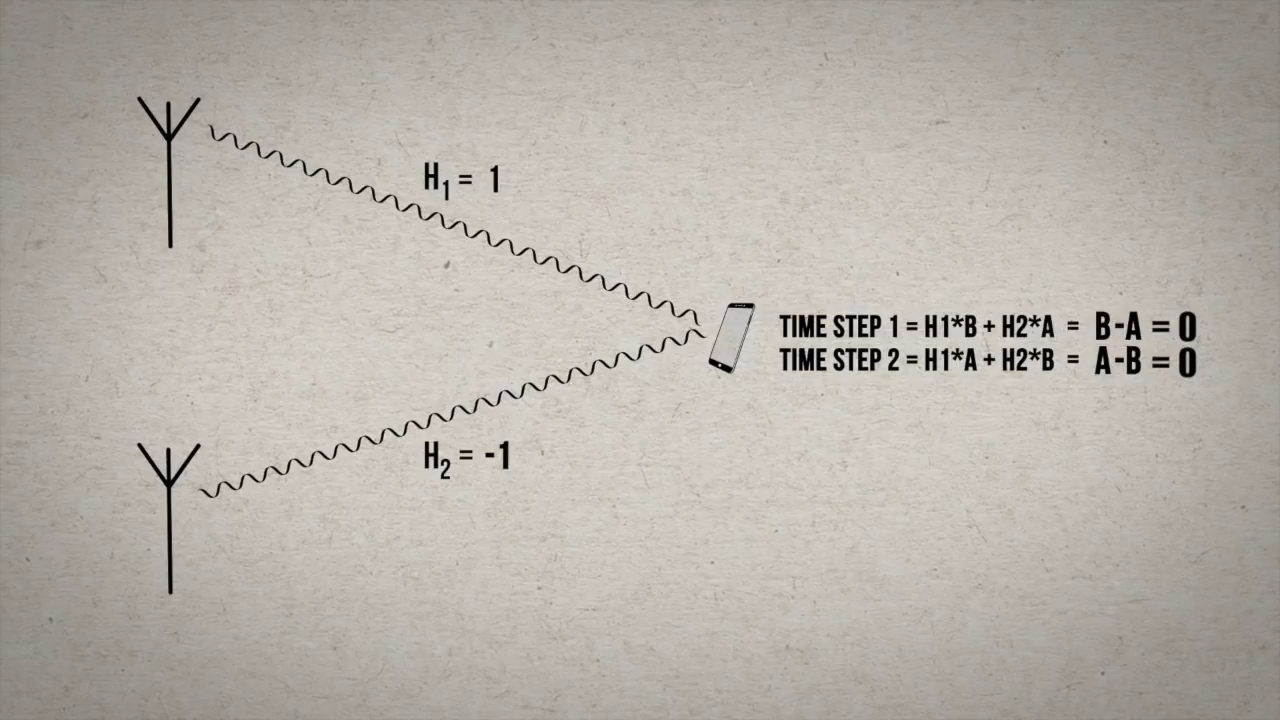 H₁ = 1
TIME STEP 1 = H1*B + H2*A = B-A = 0
TIME STEP 2 = H1*A + H2*B = A-B = 0
H₂ = -1